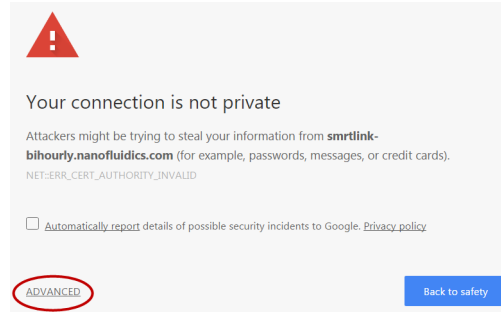 Your connection is not private
Attackers might be trying to steal your information from smrtlink-
bihourly.nanofluidics.com (for example, passwords, messages, or credit cards).
NET::ERR_CERT_AUTHORITY_INVALID
Automatically report details of possible security incidents to Google. Privacy policy
ADVANCED
Back to safety